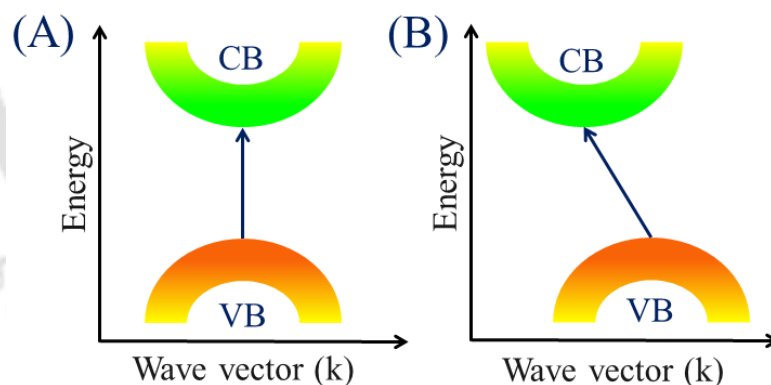 (A)
Energy
CB
VB
Wave vector (k)
(B)
Energy
CB
VB
Wave vector (k)